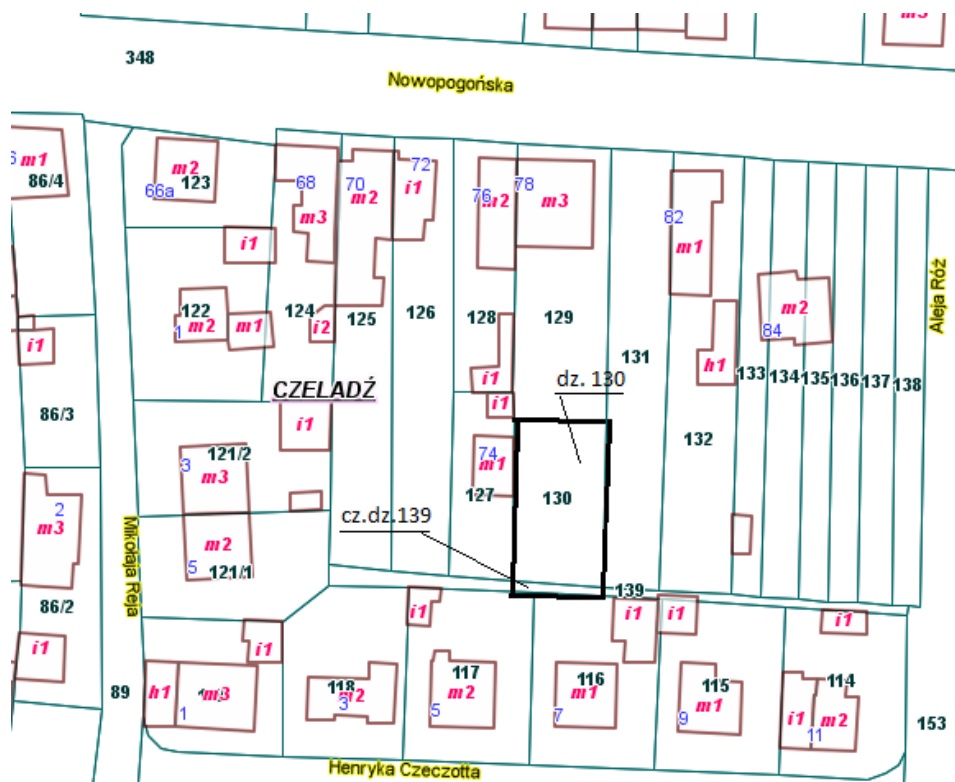 348
Nowopogońska
m3
m1
86/4
m2
123
66a
68
m3
70
m2
72
i1
76
m2
78
m3
82
m1
i1
122
1
m2
m1
124
i2
125
126
128
129
131
m2
84
Aleja Róż
i1
86/3
CZELADŹ
i1
i1
i1
dz. 130
h1
133
134
135
136
137
138
132
3
121/2
m3
74
m1
127
130
cz.dz.139
2
m3
Mikołaja Reja
m2
5
121/1
86/2
139
i1
i1
i1
i1
i1
i1
89
h1
m3
1
118
m2
3
117
m2
5
116
m1
7
115
m1
9
114
i1
m2
11
153
Henryka Czeczotta